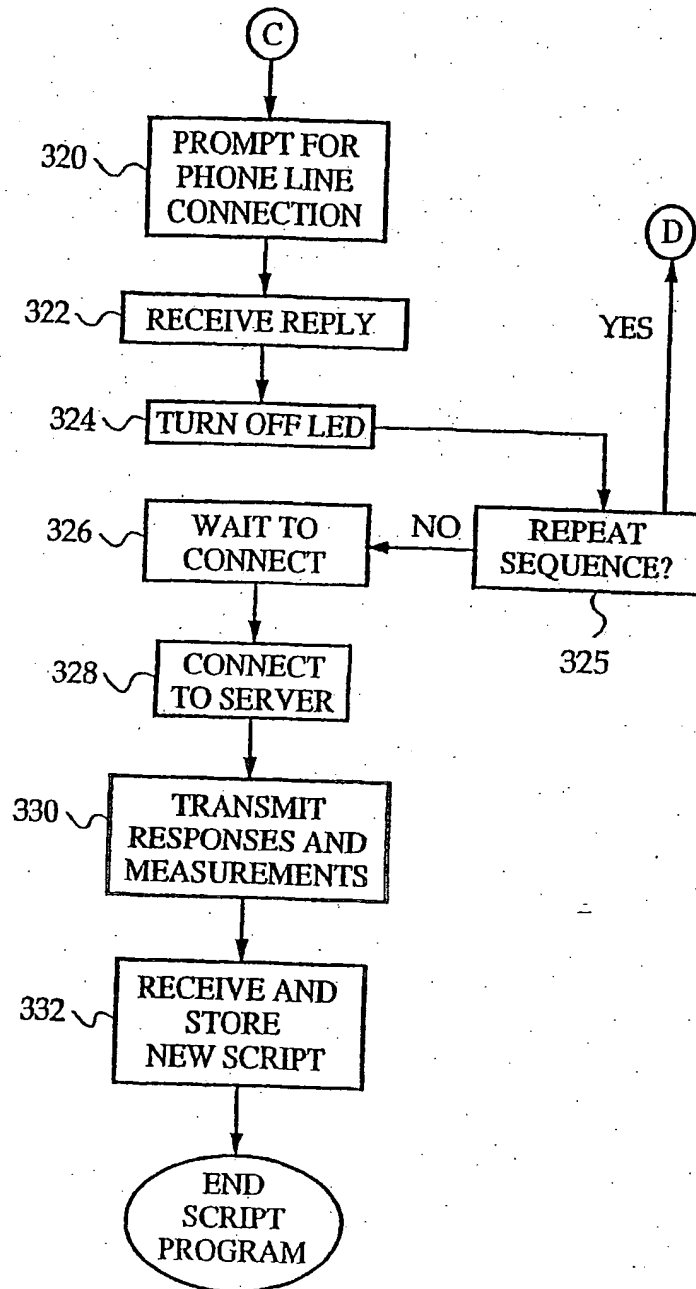 C
320
PROMPT FOR
PHONE LINE
CONNECTION
D
322
RECEIVE REPLY
YES
324
TURN OFF LED
326
WAIT TO
CONNECT
NO
REPEAT
SEQUENCE?
325
328
CONNECT
TO SERVER
330
TRANSMIT
RESPONSES AND
MEASUREMENTS
332
RECEIVE AND
STORE
NEW SCRIPT
END
SCRIPT
PROGRAM